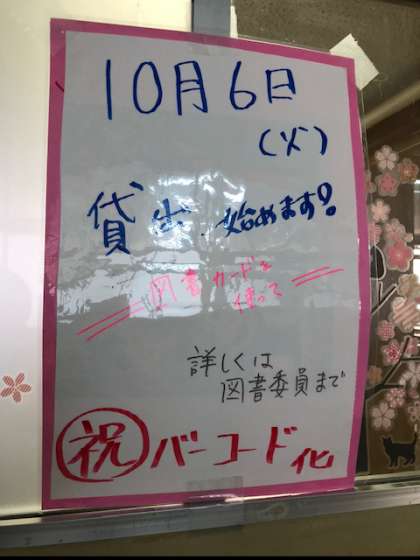 10月6日
(火)
貸出、始めます!
図書カードを
使って
詳しくは
図書委員まで
祝 バーコード化